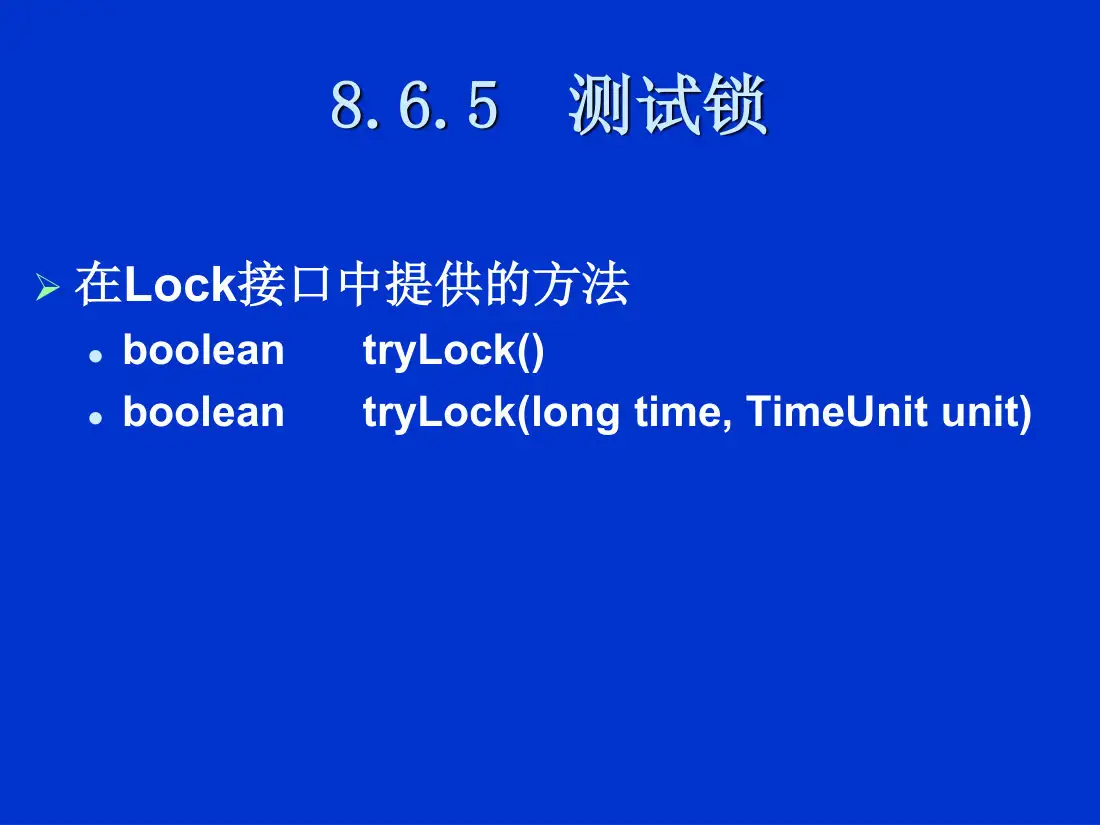 8.6.5 测试锁
在Lock接口中提供的方法
boolean tryLock()
boolean tryLock(long time, TimeUnit unit)